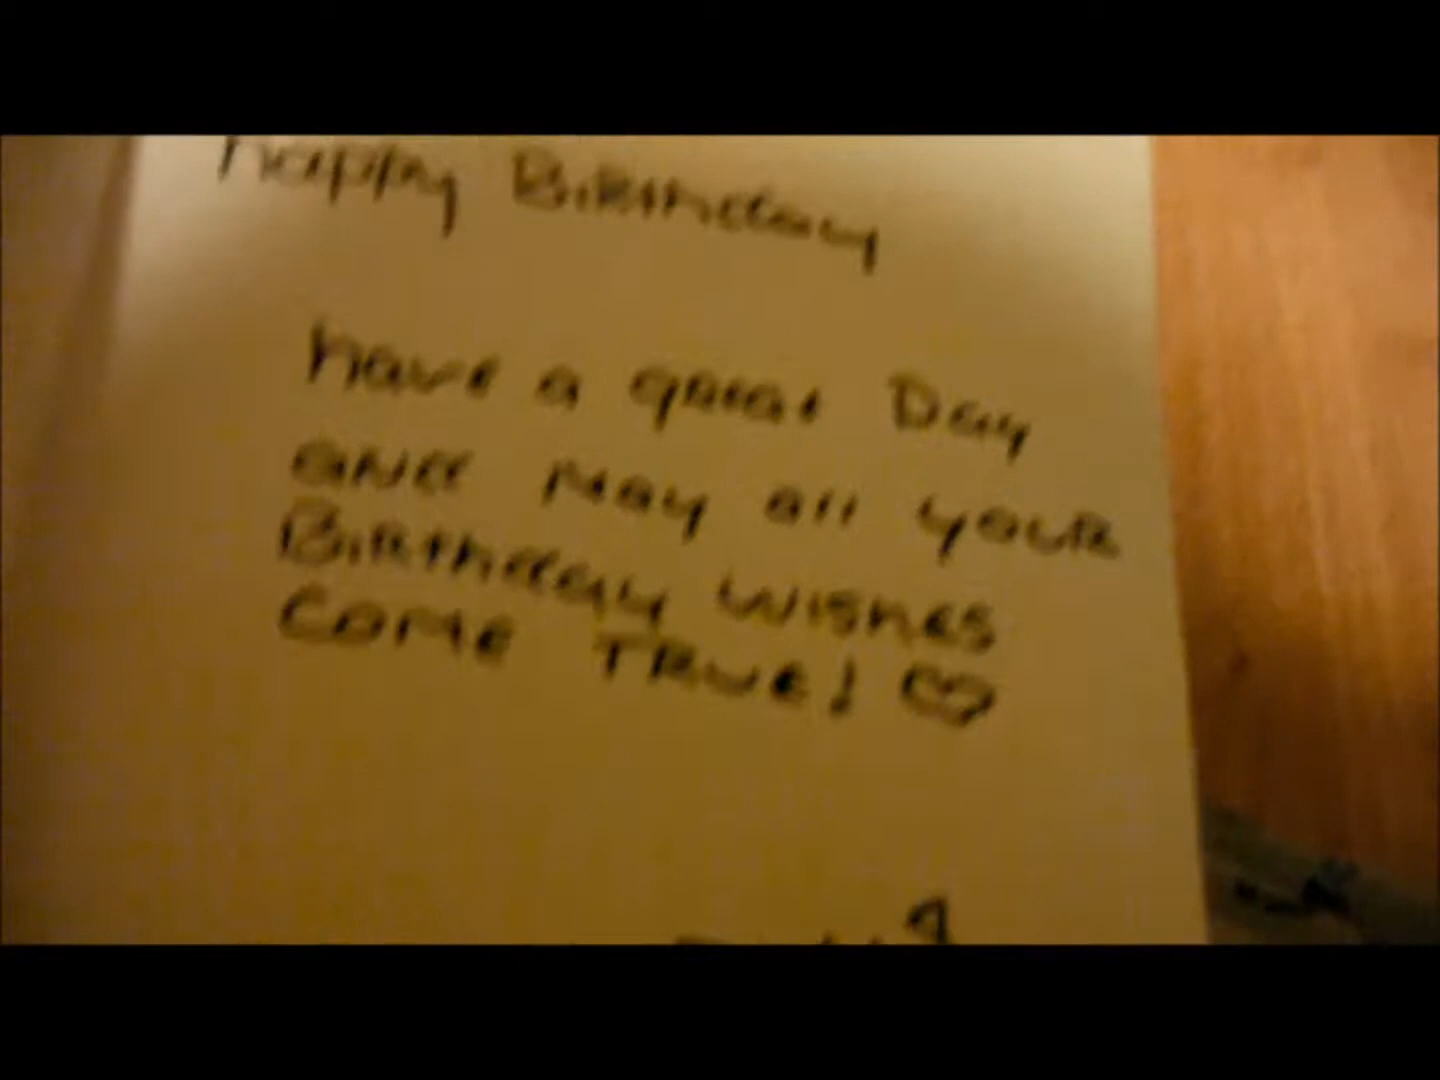 Happy Birthday
Have a great Day
and may all your
Birthday wishes
come TRUE! ♡